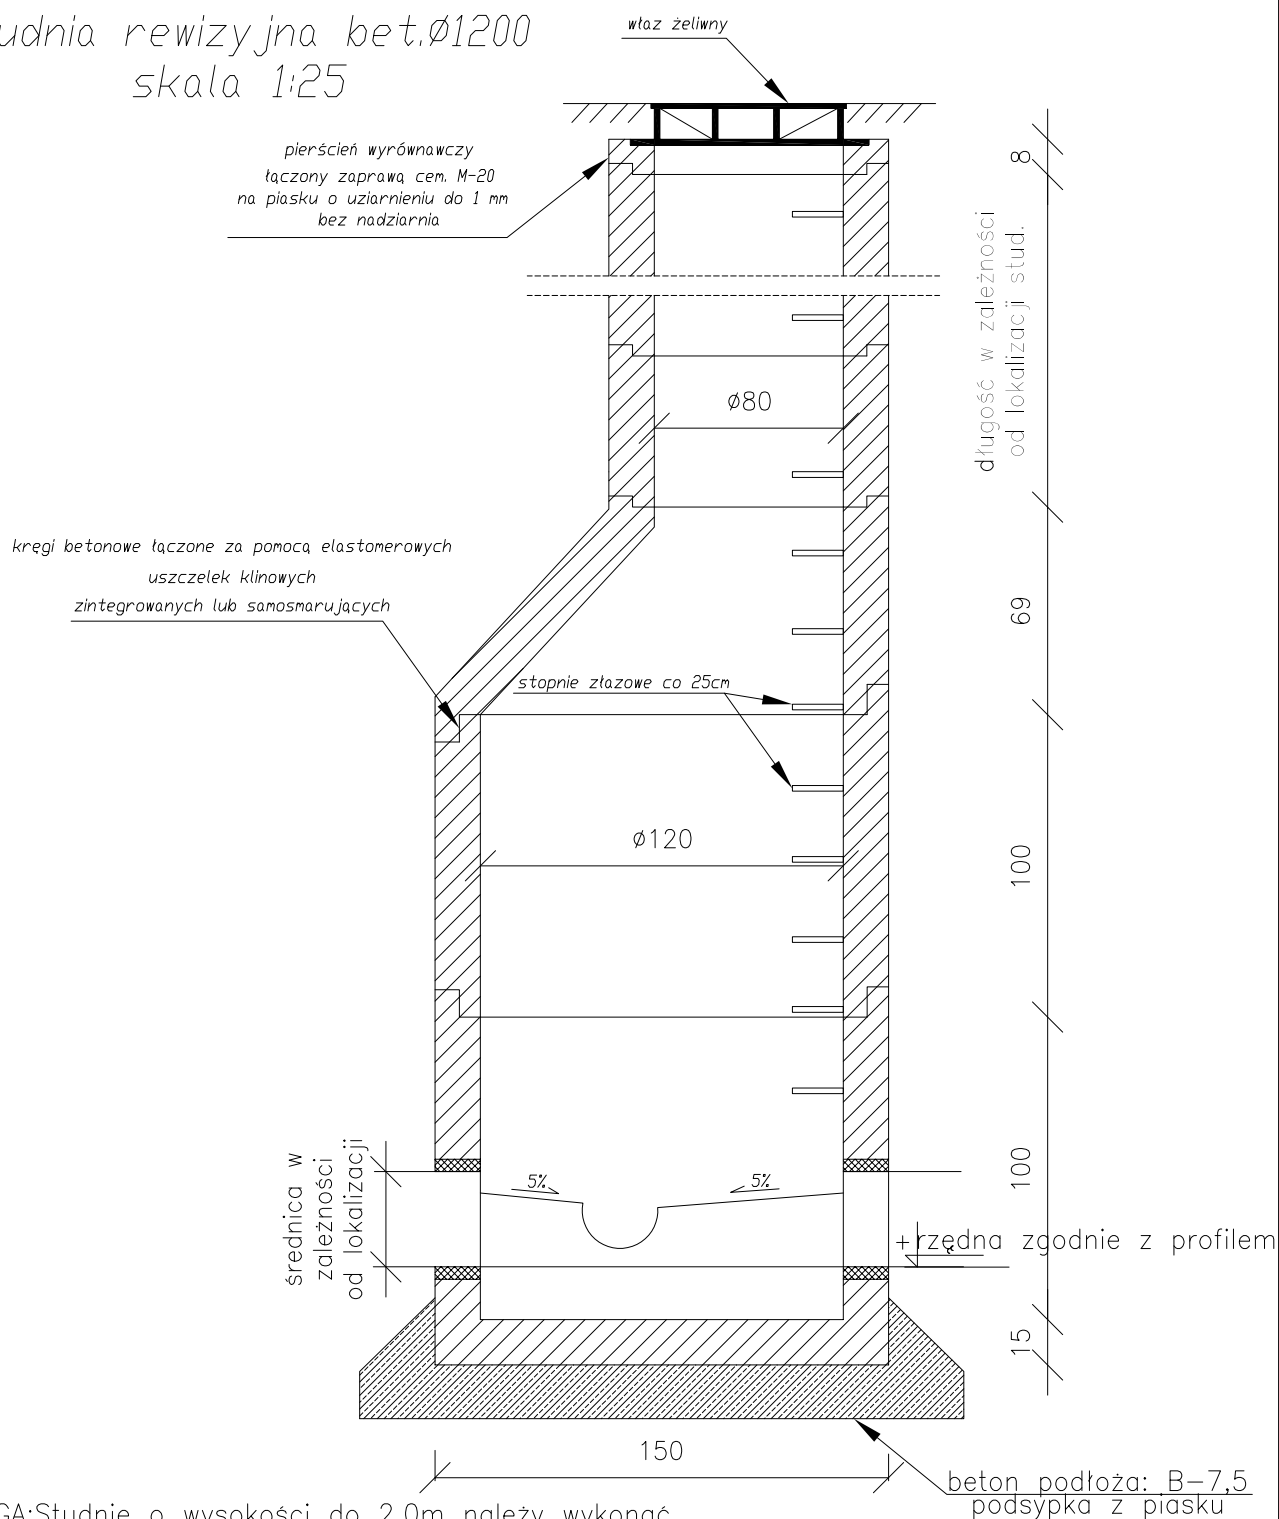 udnia rewizyjna bet.Ø1200
skala 1:25
właz żeliwny
pierścień wyrównawczy
łączony zaprawą cem. M-20
na piasku o uziarnieniu do 1 mm
bez nadziarnia
8
długość w zależności
od lokalizacji stud.
ø80
kręgi betonowe łączone za pomocą elastomerowych
uszczelek klinowych
zintegrowanych lub samosmarujących
69
stopnie złazowe co 25cm
ø120
100
średnica w
zależności
od lokalizacji
5%
5%
100
+rzędna zgodnie z profilem
15
150
beton podłoża: B-7,5
podsypka z piasku
GA:Studnie o wysokości do 2.0m należy wykonać